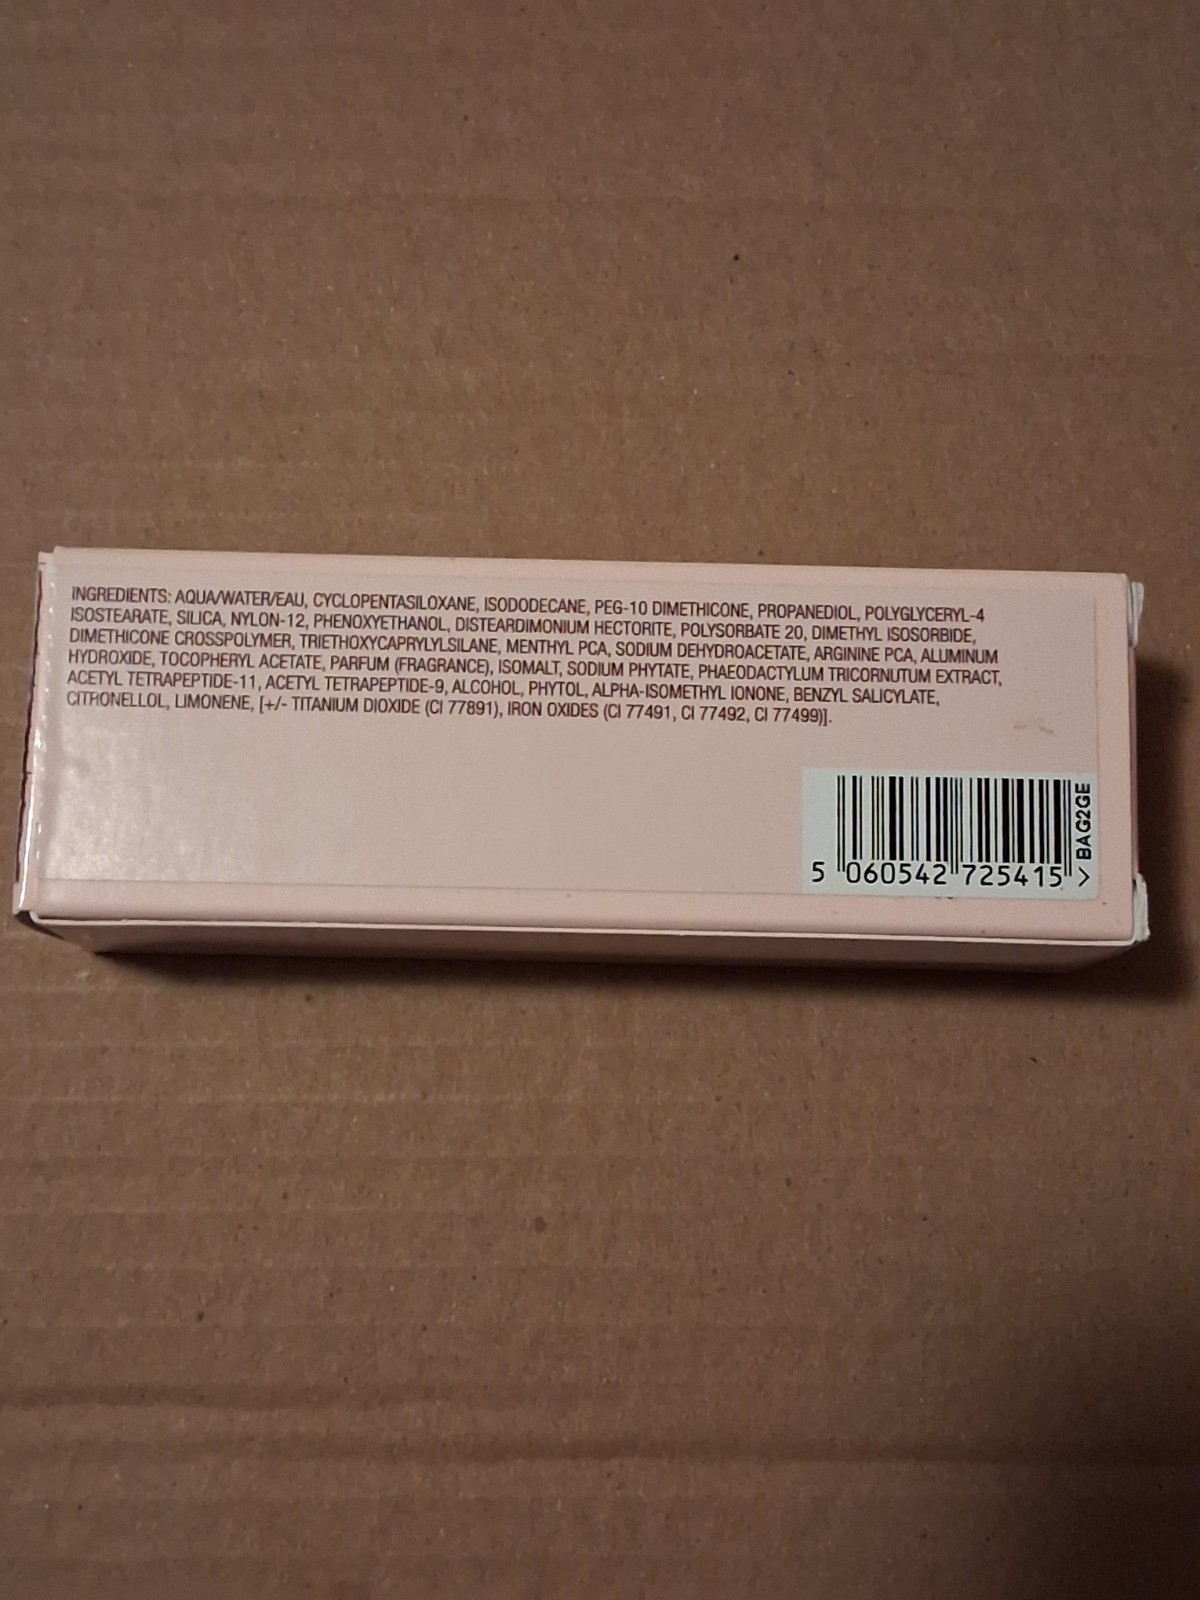 INGREDIENTS: AQUA/WATER/EAU, CYCLOPENTASILOXANE, ISODODECANE, PEG-10 DIMETHICONE, PROPANEDIOL, POLYGLYCERYL-4
ISOSTEARATE, SILICA, NYLON-12, PHENOXYETHANOL, DISTEARDIMONIUM HECTORITE, POLYSORBATE 20, DIMETHYL ISOSORBIDE,
DIMETHICONE CROSSPOLYMER, TRIETHOXYCAPRYLYLSILANE, MENTHYL PCA, SODIUM DEHYDROACETATE, ARGININE PCA, ALUMINUM
HYDROXIDE, TOCOPHERYL ACETATE, PARFUM (FRAGRANCE), ISOMALT, SODIUM PHYTATE, PHAEODACTYLUM TRICORNUTUM EXTRACT,
ACETYL TETRAPEPTIDE-11, ACETYL TETRAPEPTIDE-9, ALCOHOL, PHYTOL, ALPHA-ISOMETHYL IONONE, BENZYL SALICYLATE,
CITRONELLOL, LIMONENE, [+/- TITANIUM DIOXIDE (CI 77891), IRON OXIDES (CI 77491, CI 77492, CI 77499)].
5 060542 725415 >
BAG2GE